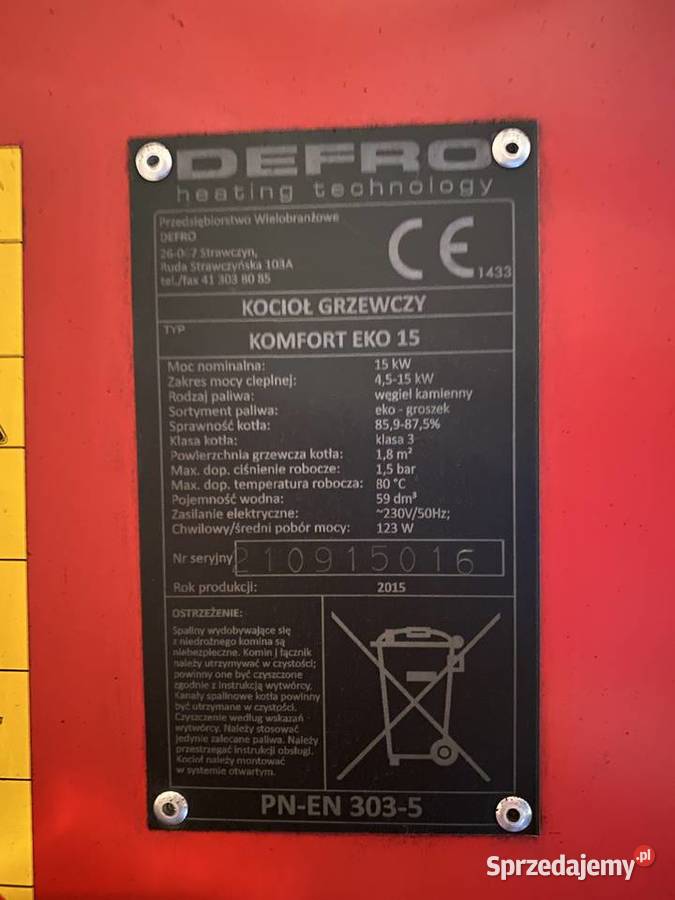 DEFRO
heating technology
Przedsiębiorstwo Wielobranżowe
DEFRO
Strawczyn,
Ruda Strawczyńska 103A
tel./fax 41 303 80 85
CE 1433
KOCIOŁ GRZEWCZY
TYP
KOMFORT EKO 15
Moc nominalna: 15 kW
Zakres mocy cieplnej: 4,5-15 kW
Rodzaj paliwa: węgiel kamienny
Sortyment paliwa: eko - groszek
Sprawność kotła: 85,9-87,5%
Klasa kotła: klasa 3
Powierzchnia grzewcza kotła: 1,8 m²
Max. dop. ciśnienie robocze: 1,5 bar
Max. dop. temperatura robocza: 80 °C
Pojemność wodna: 59 dm³
Zasilanie elektryczne: ~230V/50Hz;
Chwilowy/średni pobór mocy: 123 W
Nr seryjny 210915016
Rok produkcji: 2015
OSTRZEŻENIE:
Spaliny wydobywające się
z niedrożnego komina są
niebezpieczne. Komin i łącznik
należy utrzymywać w czystości;
powinny one być czyszczone
zgodnie z instrukcją wytwórcy.
Kanały spalinowe kotła powinny
być utrzymane w czystości.
Czyszczenie według wskazań
wytwórcy. Należy stosować
jedynie zalecane paliwa. Należy
przestrzegać instrukcji obsługi.
Kocioł należy montować
w systemie otwartym.
PN-EN 303-5
Sprzedajemy.pl